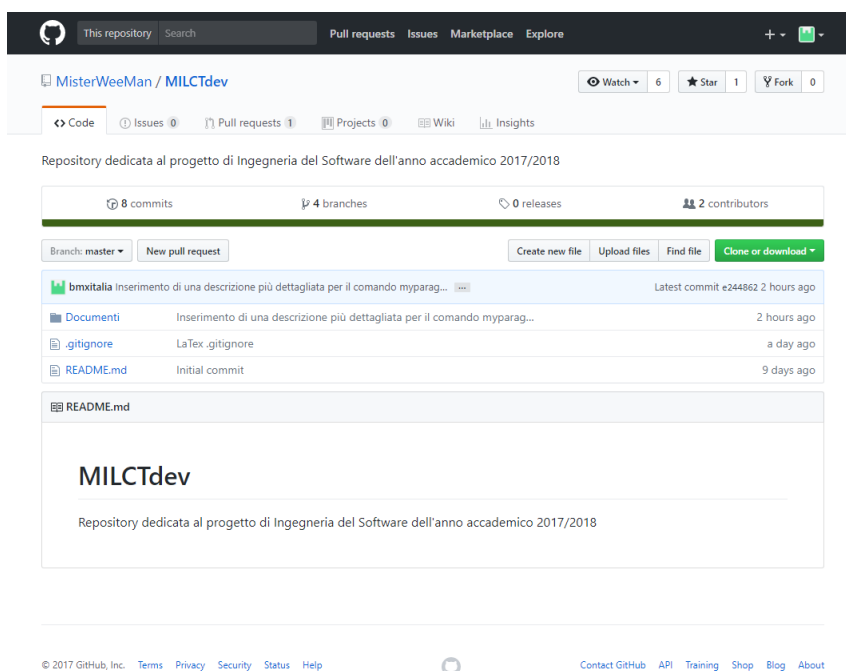 This repository Search Pull requests Issues Marketplace Explore
MisterWeeMan / MILCTdev Watch 6 Star 1 Fork 0
Code Issues 0 Pull requests 1 Projects 0 Wiki Insights
Repository dedicata al progetto di Ingegneria del Software dell'anno accademico 2017/2018
8 commits 4 branches 0 releases 2 contributors
Branch: master New pull request Create new file Upload files Find file Clone or download
bmxitalia Inserimento di una descrizione più dettagliata per il comando myparag... ... Latest commit e244862 2 hours ago
Documenti Inserimento di una descrizione più dettagliata per il comando myparag... 2 hours ago
.gitignore LaTex .gitignore a day ago
README.md Initial commit 9 days ago
README.md
MILCTdev
Repository dedicata al progetto di Ingegneria del Software dell'anno accademico 2017/2018
© 2017 GitHub, Inc. Terms Privacy Security Status Help Contact GitHub API Training Shop Blog About